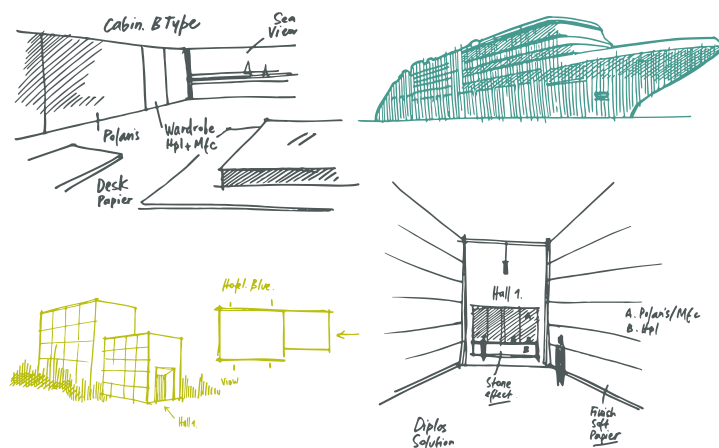 Cabin. B Type
Sea
View
Polaris
Wardrobe
Hpl + Mfc
Desk
Papier
Hotel. Blue.
View
Hall 1.
Hall 1.
A
B
Stone
effect
A. Polaris/Mfc
B. Hpl
Finish
Soft
Papier
Diplos
Solution